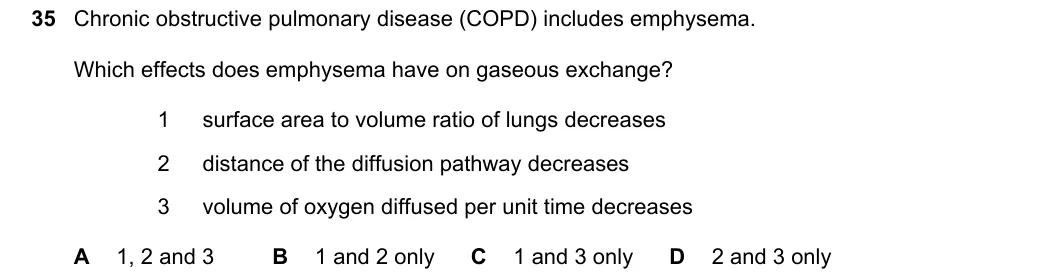 35 Chronic obstructive pulmonary disease (COPD) includes emphysema.
Which effects does emphysema have on gaseous exchange?
1 surface area to volume ratio of lungs decreases
2 distance of the diffusion pathway decreases
3 volume of oxygen diffused per unit time decreases
A 1, 2 and 3 B 1 and 2 only C 1 and 3 only D 2 and 3 only